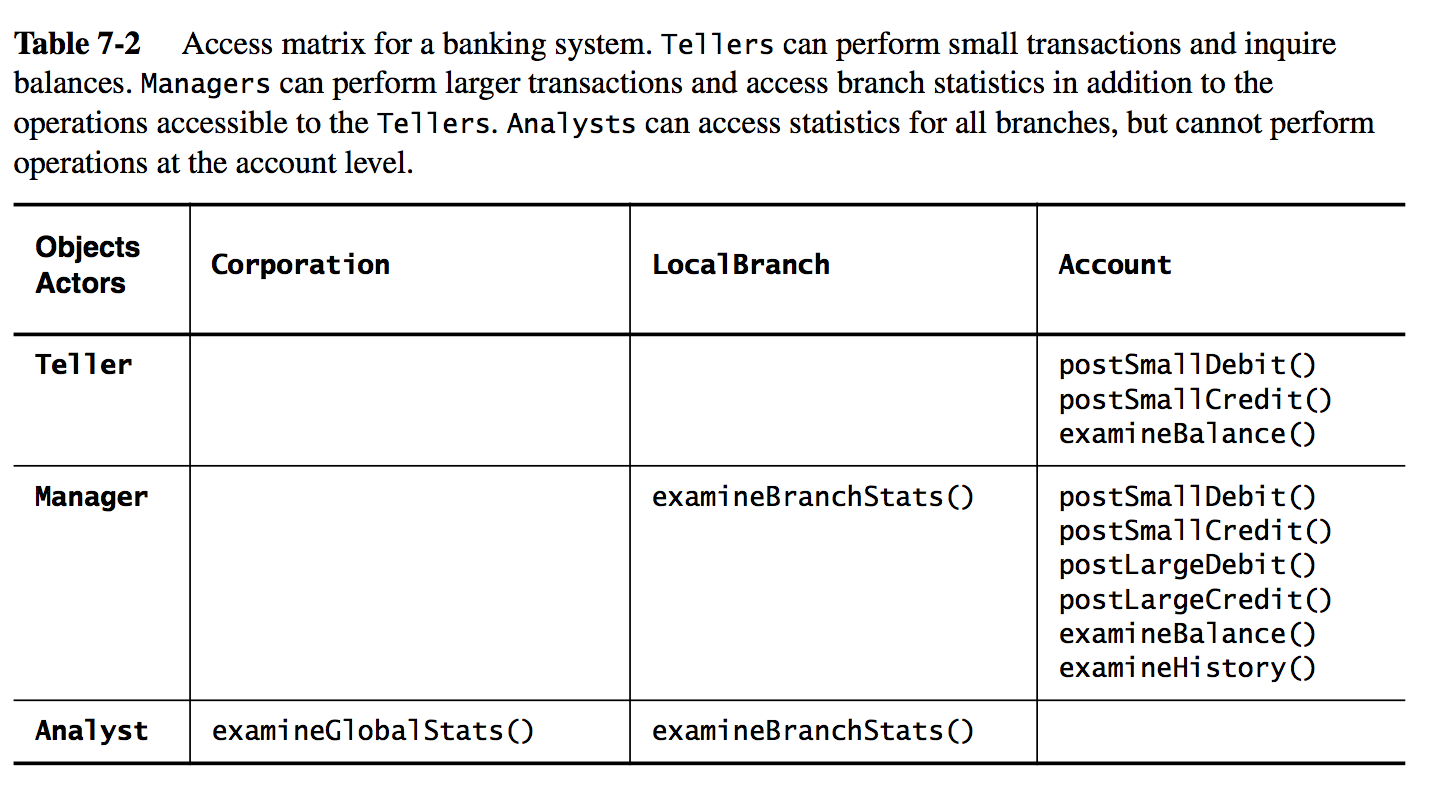 Table 7-2 Access matrix for a banking system. Tellers can perform small transactions and inquire
balances. Managers can perform larger transactions and access branch statistics in addition to the
operations accessible to the Tellers. Analysts can access statistics for all branches, but cannot perform
operations at the account level.
Objects
Actors
Corporation
LocalBranch
Account
Teller
postSmallDebit()
postSmallCredit()
examineBalance()
Manager
examineBranchStats()
postSmallDebit()
postSmallCredit()
postLargeDebit()
postLargeCredit()
examineBalance()
examineHistory()
Analyst
examineGlobalStats()
examineBranchStats()